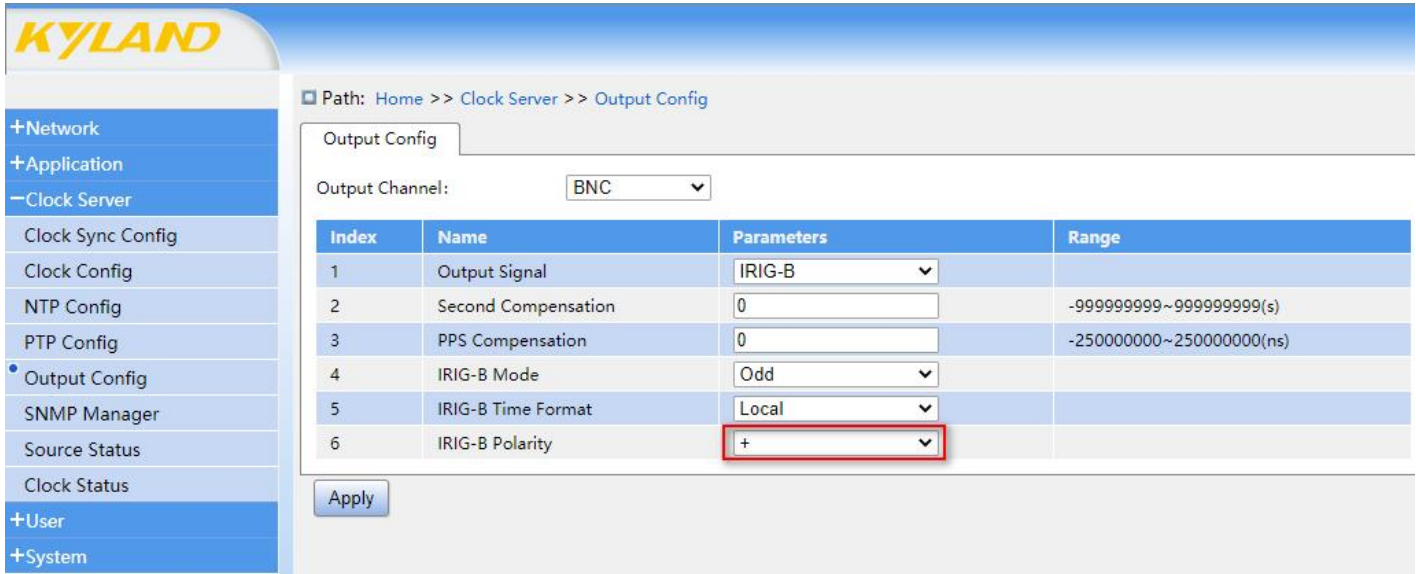 KYLAND
Path: Home >> Clock Server >> Output Config
+Network
+Application
−Clock Server
Clock Sync Config
Clock Config
NTP Config
PTP Config
Output Config
SNMP Manager
Source Status
Clock Status
+User
+System
Output Config
Output Channel: BNC
Index Name Parameters Range
1 Output Signal IRIG-B
2 Second Compensation 0 -999999999~999999999(s)
3 PPS Compensation 0 -250000000~250000000(ns)
4 IRIG-B Mode Odd
5 IRIG-B Time Format Local
6 IRIG-B Polarity +
Apply